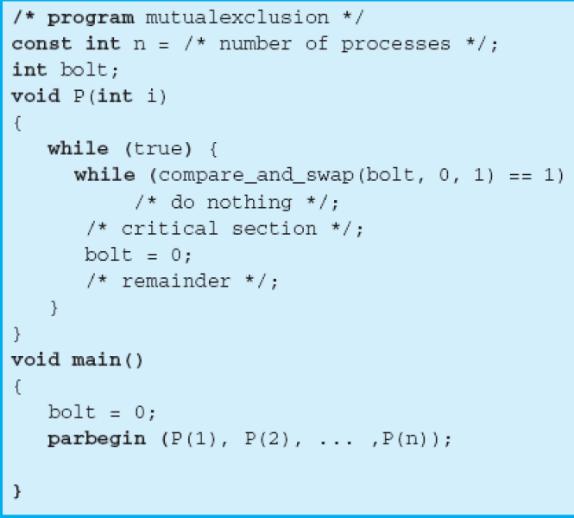 /* program mutualexclusion */
const int n = /* number of processes */;
int bolt;
void P(int i)
{
   while (true) {
     while (compare_and_swap(bolt, 0, 1) == 1)
          /* do nothing */;
      /* critical section */;
      bolt = 0;
      /* remainder */;
   }
}
void main()
{
   bolt = 0;
   parbegin (P(1), P(2), ... ,P(n));
}